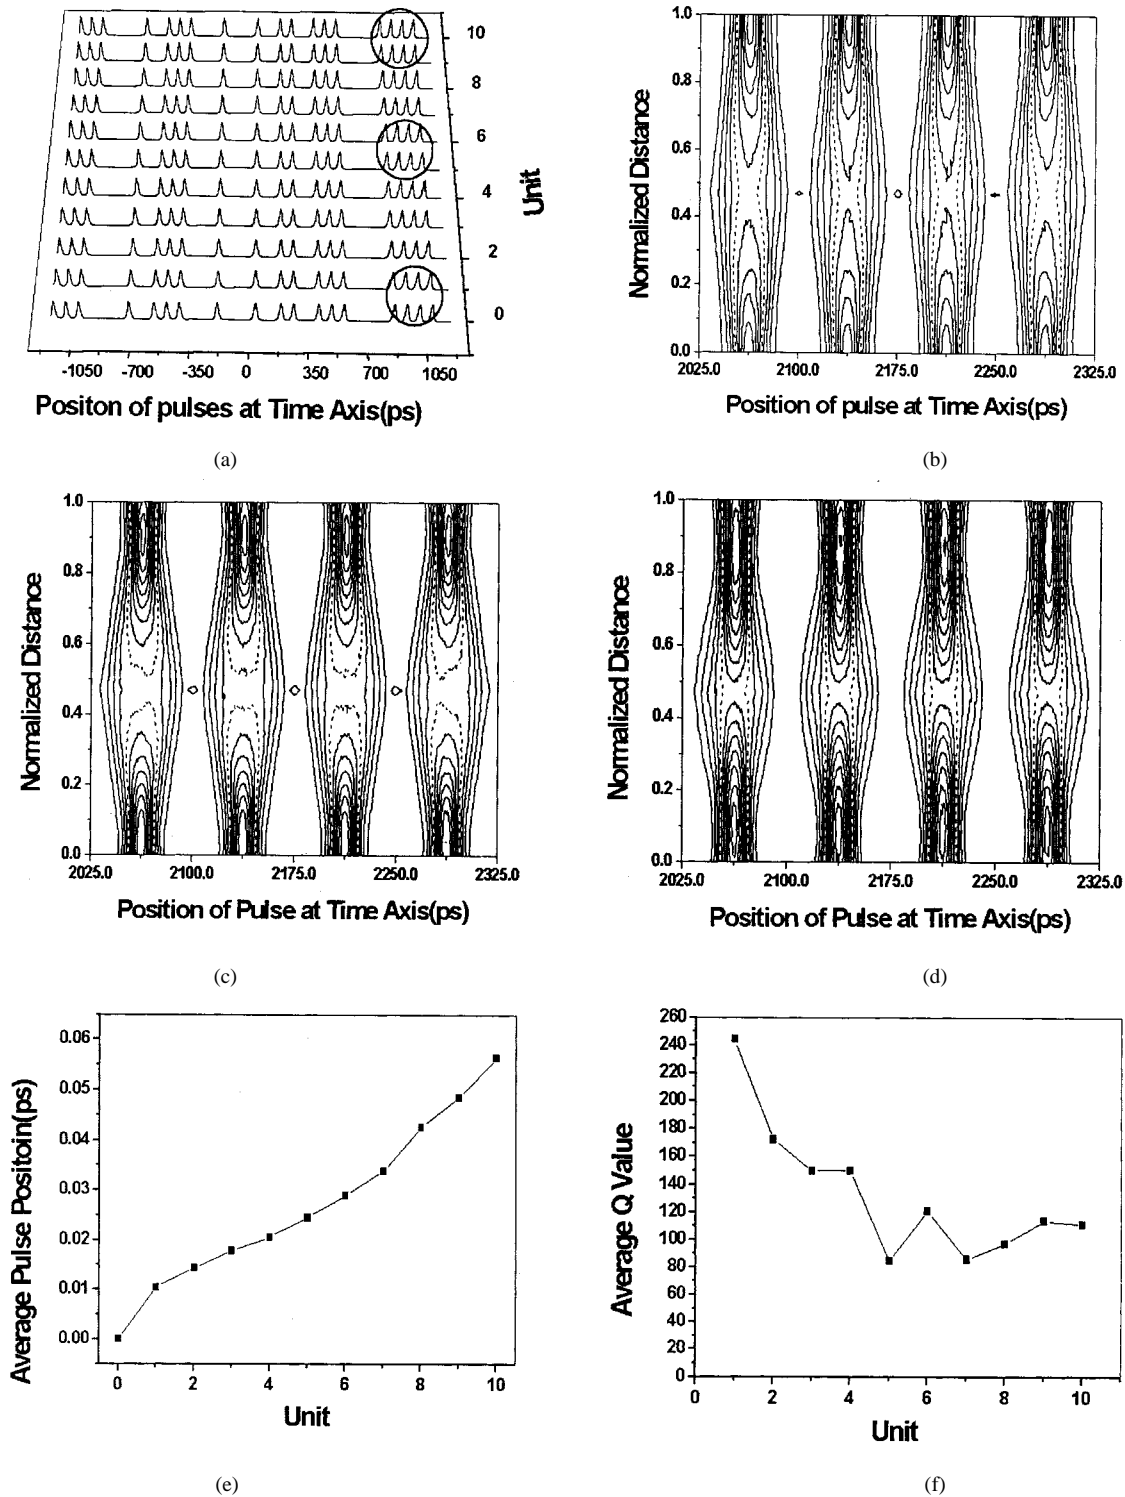 10
8
6
4
2
0
Unit
-1050 -700 -350 0 350 700 1050
Positon of pulses at Time Axis(ps)
(a)
1.0
0.8
0.6
0.4
0.2
0.0
Normalized Distance
2025.0 2100.0 2175.0 2250.0 2325.0
Position of pulse at Time Axis(ps)
(b)
1.0
0.8
0.6
0.4
0.2
0.0
Normalized Distance
2025.0 2100.0 2175.0 2250.0 2325.0
Position of Pulse at Time Axis(ps)
(c)
1.0
0.8
0.6
0.4
0.2
0.0
Normalized Distance
2025.0 2100.0 2175.0 2250.0 2325.0
Position of Pulse at Time Axis(ps)
(d)
0.06
0.05
0.04
0.03
0.02
0.01
0.00
Average Pulse Positoin(ps)
0 2 4 6 8 10
Unit
(e)
260
240
220
200
180
160
140
120
100
80
60
40
20
0
Average Q Value
0 2 4 6 8 10
Unit
(f)